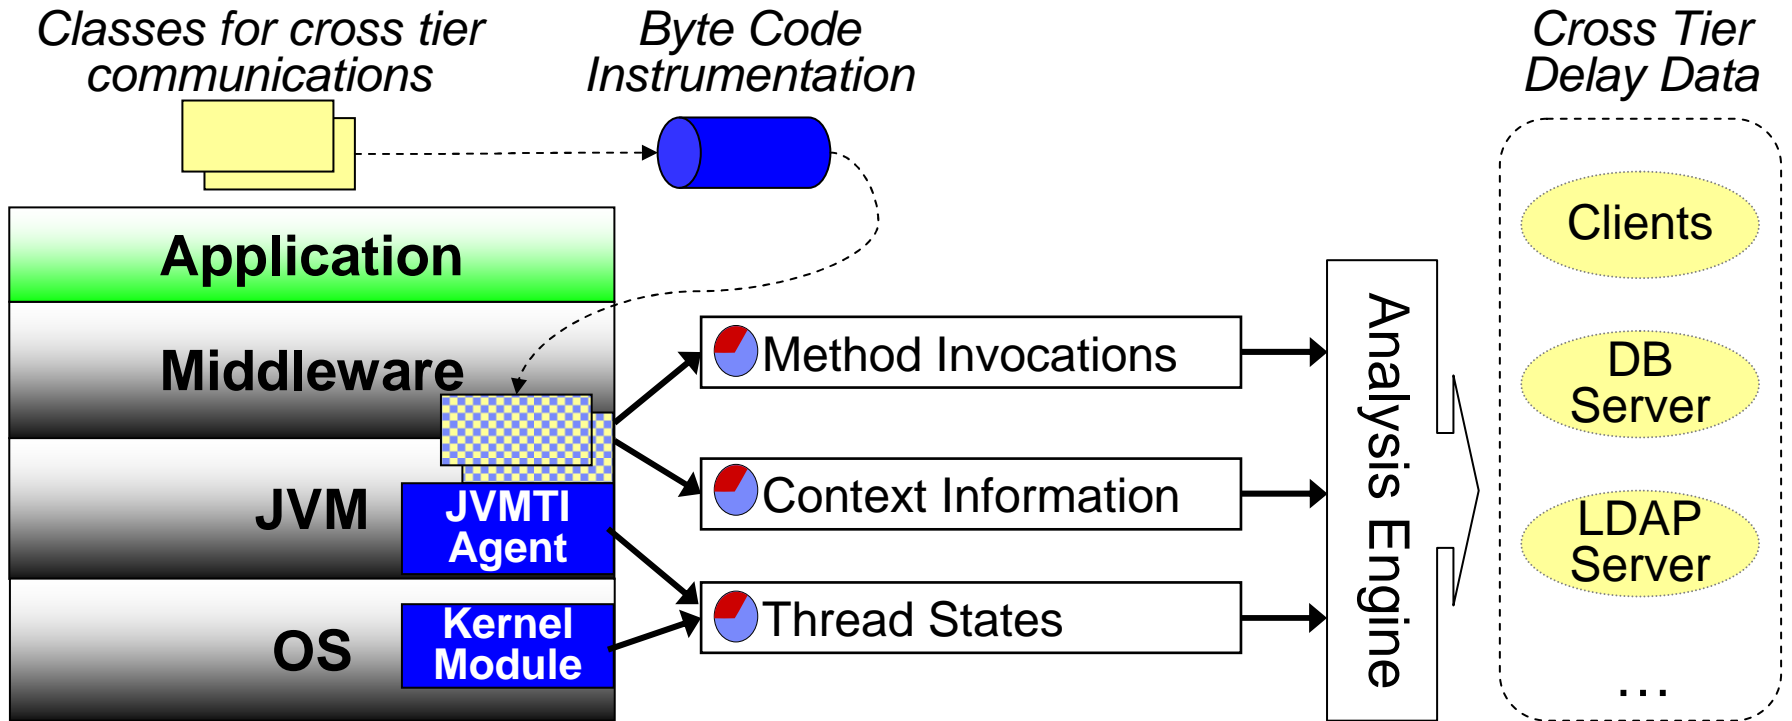 Classes for cross tier
communications
Byte Code
Instrumentation
Cross Tier
Delay Data
Application
Middleware
JVM
JVMTI
Agent
OS
Kernel
Module
Method Invocations
Context Information
Thread States
Analysis Engine
Clients
DB
Server
LDAP
Server
...